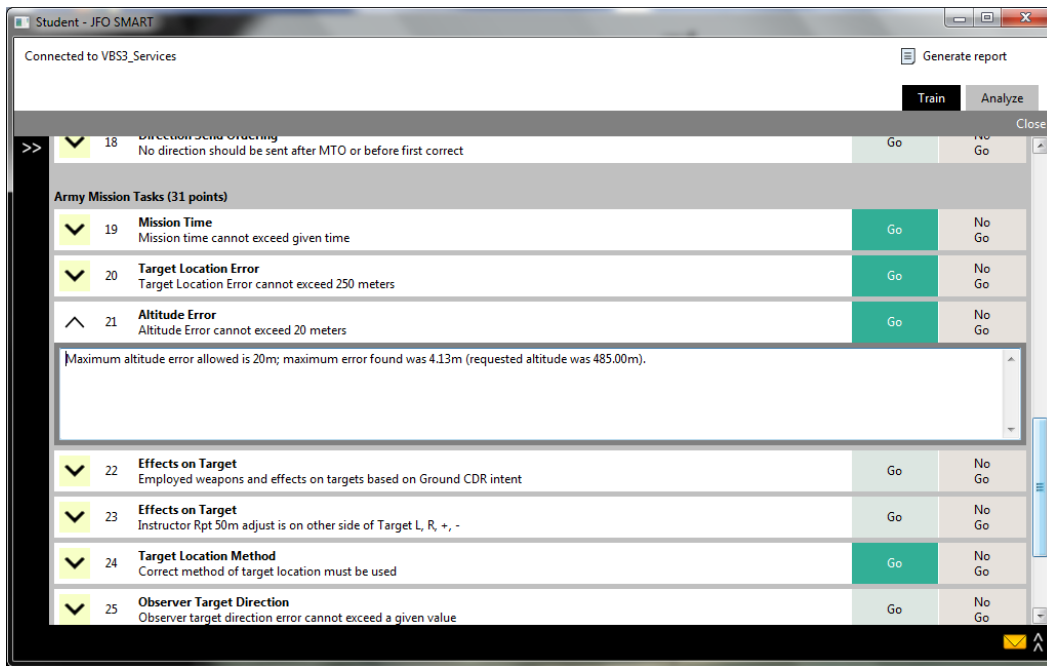 Student - JFO SMART
Connected to VBS3_Services
Generate report
Train
Analyze
Close
>>
18
Direction Send Ordering
No direction should be sent after MTO or before first correct
Go
No
Go
Army Mission Tasks (31 points)
19
Mission Time
Mission time cannot exceed given time
Go
No
Go
20
Target Location Error
Target Location Error cannot exceed 250 meters
Go
No
Go
21
Altitude Error
Altitude Error cannot exceed 20 meters
Go
No
Go
Maximum altitude error allowed is 20m; maximum error found was 4.13m (requested altitude was 485.00m).
22
Effects on Target
Employed weapons and effects on targets based on Ground CDR intent
Go
No
Go
23
Effects on Target
Instructor Rpt 50m adjust is on other side of Target L, R, +, -
Go
No
Go
24
Target Location Method
Correct method of target location must be used
Go
No
Go
25
Observer Target Direction
Observer target direction error cannot exceed a given value
Go
No
Go